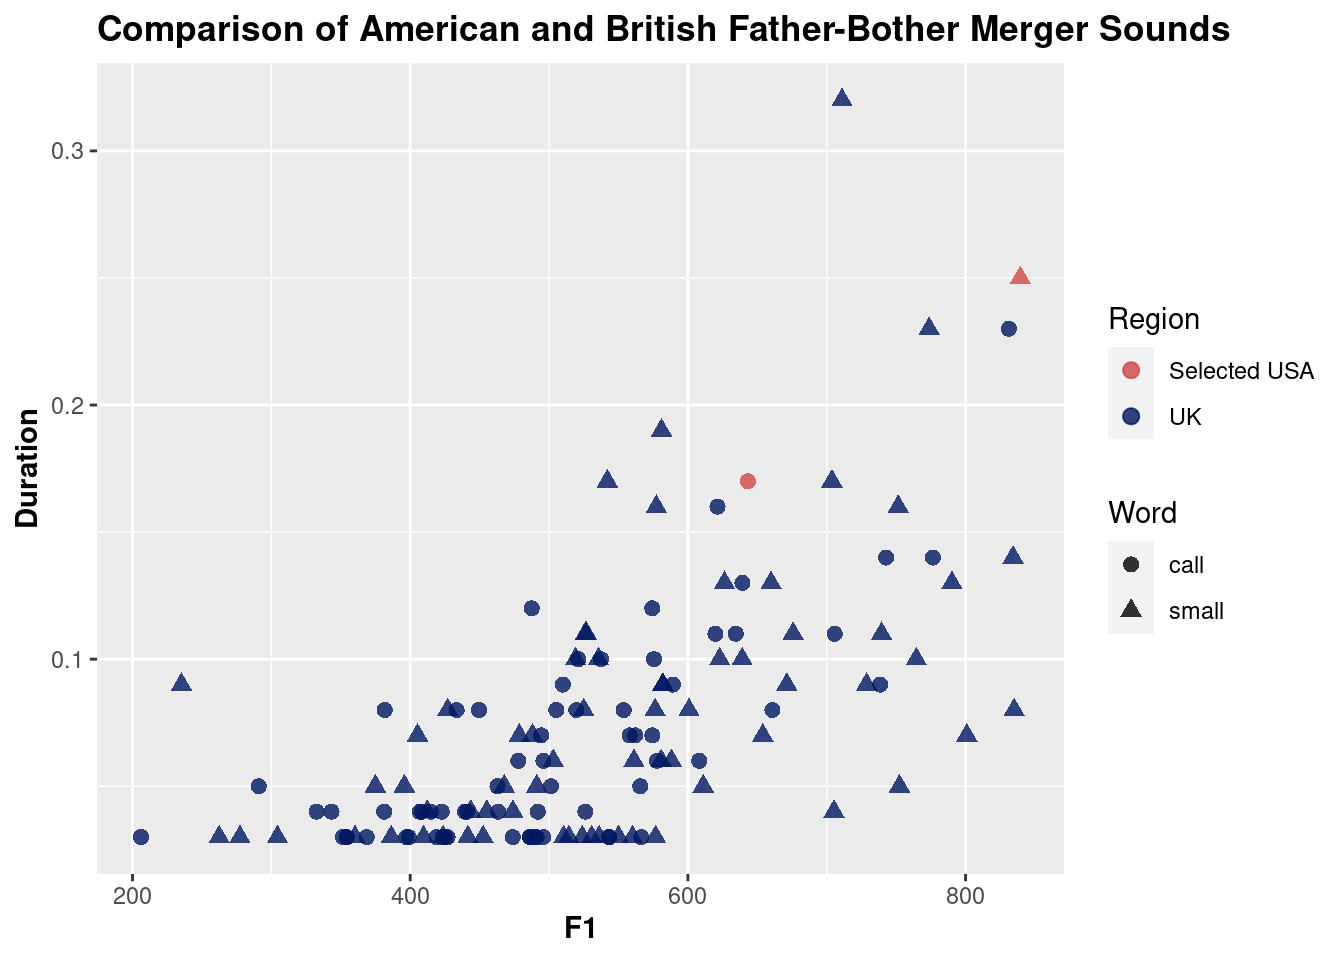 Comparison of American and British Father-Bother Merger Sounds
0.3
0.2
0.1
Duration
200 400 600 800
F1
Region
Selected USA
UK
Word
call
small